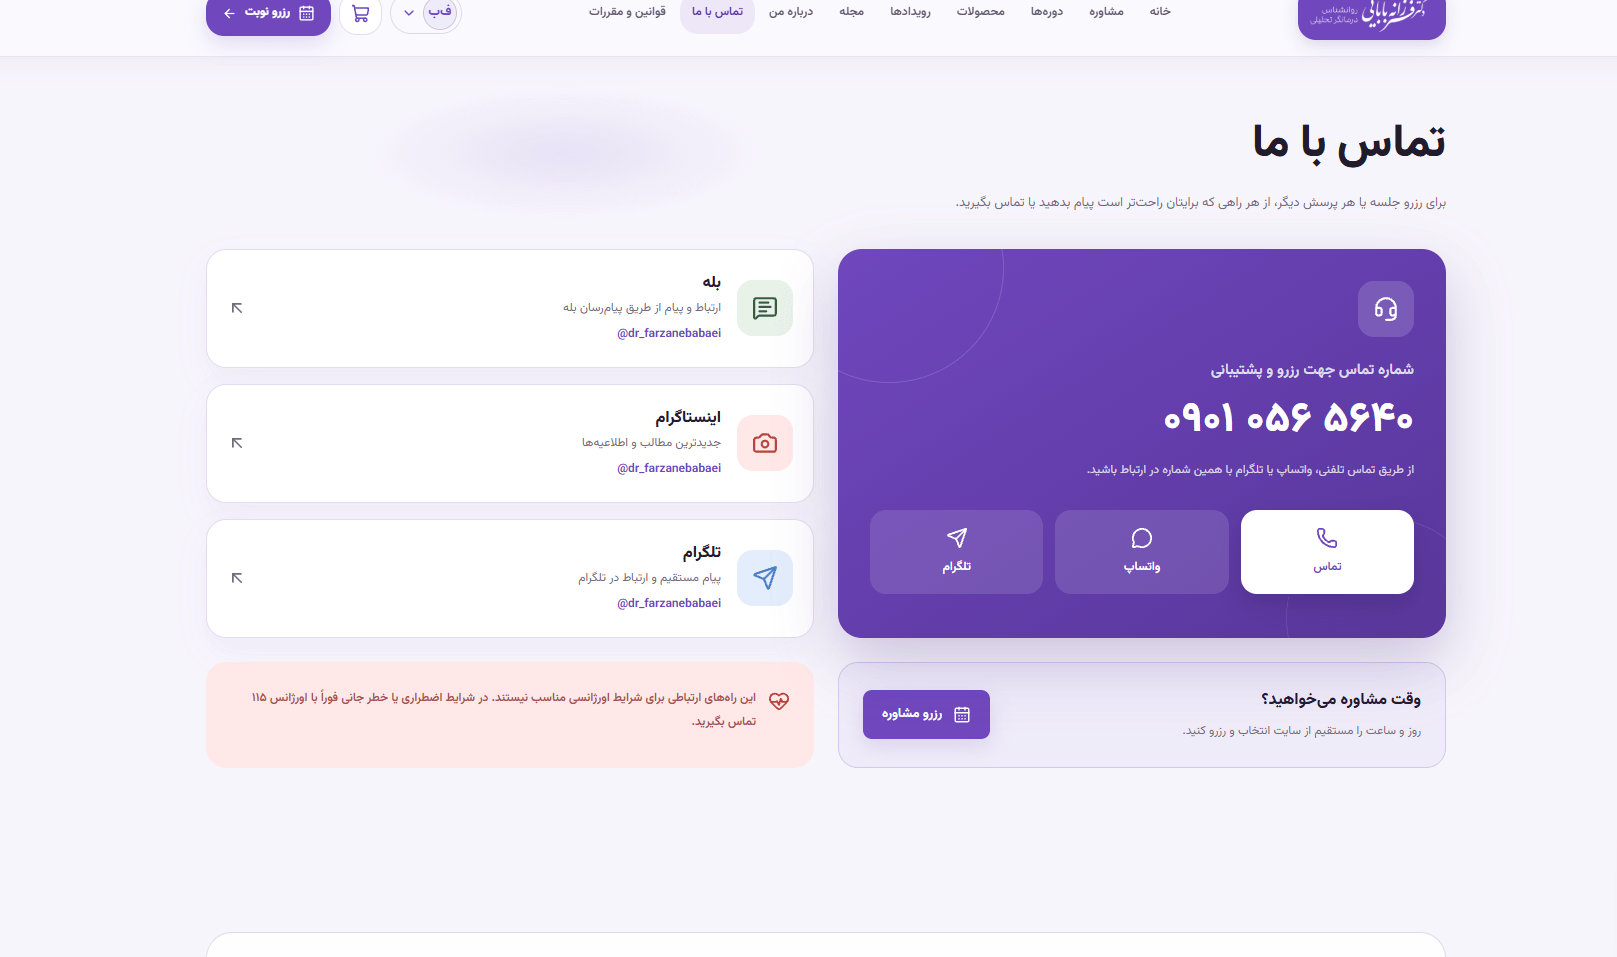 دکتر فرزانه بابایی
روانشناس
درمانگر تحلیلی
خانه
مشاوره
دوره‌ها
محصولات
رویدادها
مجله
درباره من
تماس با ما
قوانین و مقررات
ف‌ب
رزرو نوبت
تماس با ما
برای رزرو جلسه یا هر پرسش دیگر، از هر راهی که برایتان راحت‌تر است پیام بدهید یا تماس بگیرید.
شماره تماس جهت رزرو و پشتیبانی
۰۹۰۱ ۰۵۶ ۵۶۴۰
از طریق تماس تلفنی، واتساپ یا تلگرام با همین شماره در ارتباط باشید.
تماس
واتساپ
تلگرام
بله
ارتباط و پیام از طریق پیام‌رسان بله
@dr_farzanebabaei
اینستاگرام
جدیدترین مطالب و اطلاعیه‌ها
@dr_farzanebabaei
تلگرام
پیام مستقیم و ارتباط در تلگرام
@dr_farzanebabaei
وقت مشاوره می‌خواهید؟
روز و ساعت را مستقیم از سایت انتخاب و رزرو کنید.
رزرو مشاوره
این راه‌های ارتباطی برای شرایط اورژانسی مناسب نیستند. در شرایط اضطراری یا خطر جانی فوراً با اورژانس ۱۱۵
تماس بگیرید.